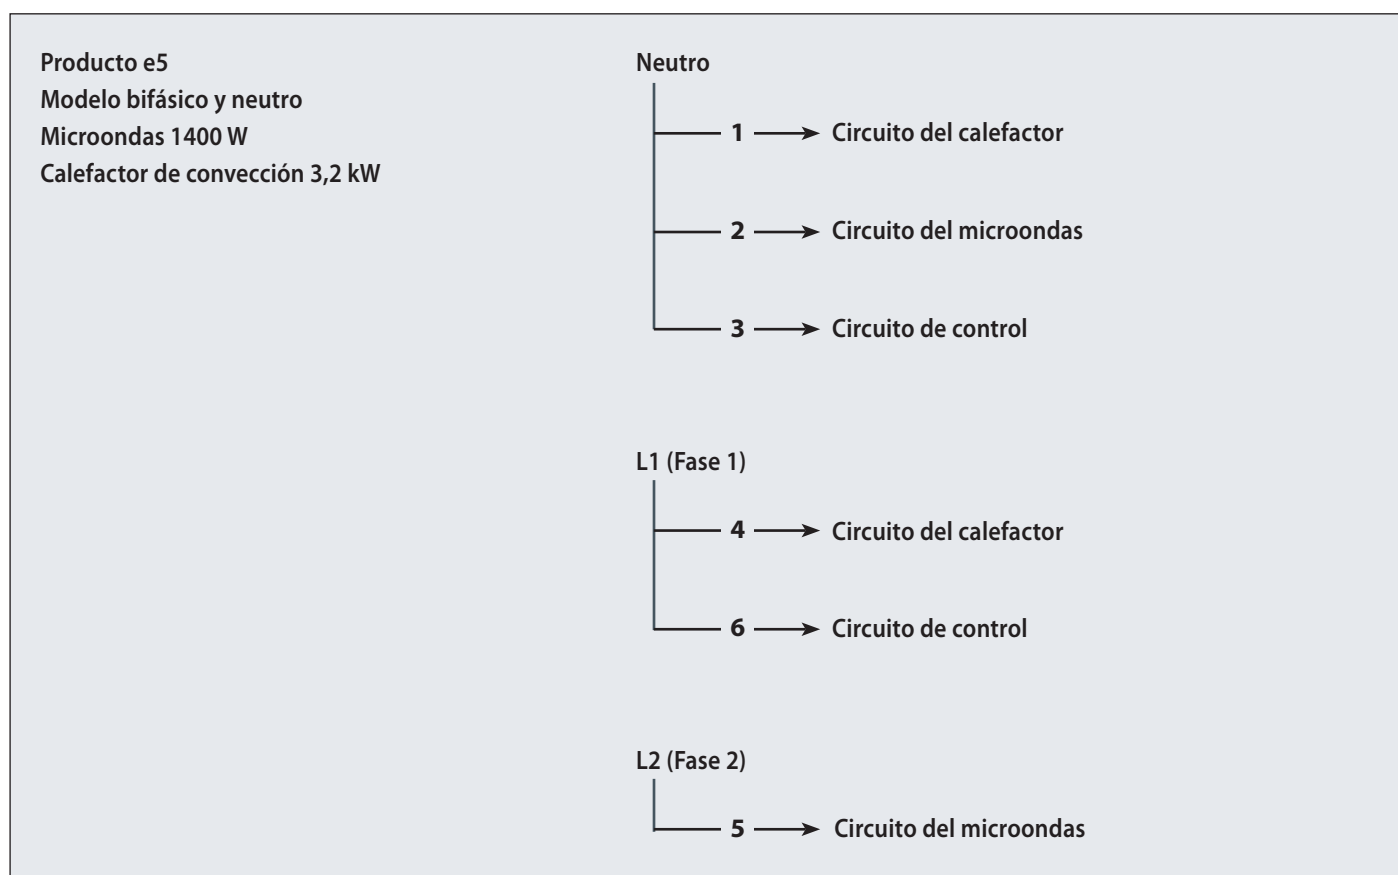 Producto e5
Modelo bifásico y neutro
Microondas 1400 W
Calefactor de convección 3,2 kW
Neutro
1 Circuito del calefactor
2 Circuito del microondas
3 Circuito de control
L1 (Fase 1)
4 Circuito del calefactor
6 Circuito de control
L2 (Fase 2)
5 Circuito del microondas